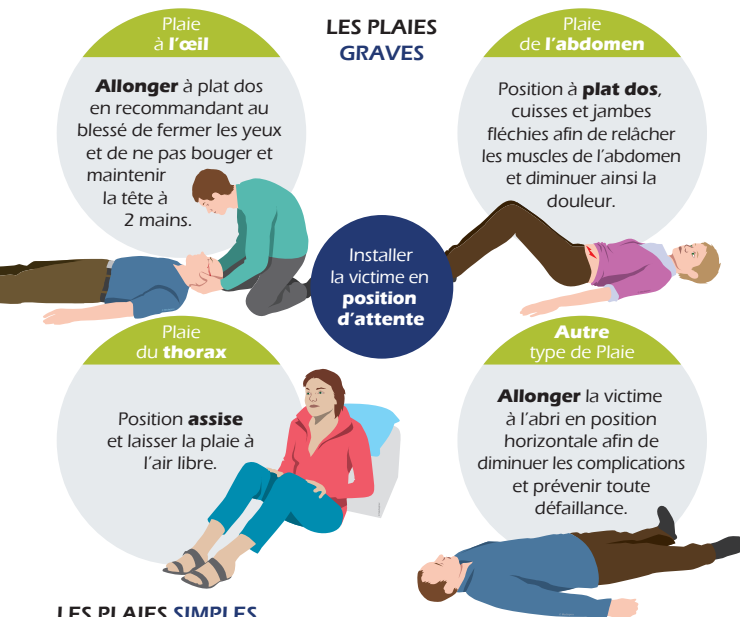 LES PLAIES
GRAVES
Plaie
à l'œil
Allonger à plat dos
en recommandant au
blessé de fermer les yeux
et de ne pas bouger et
maintenir
la tête à
2 mains.
Plaie
de l'abdomen
Position à plat dos,
cuisses et jambes
fléchies afin de relâcher
les muscles de l'abdomen
et diminuer ainsi la
douleur.
Installer
la victime en
position
d'attente
Plaie
du thorax
Position assise
et laisser la plaie à
l'air libre.
Autre
type de Plaie
Allonger la victime
à l'abri en position
horizontale afin de
diminuer les complications
et prévenir toute
défaillance.
LES PLAIES SIMPLES